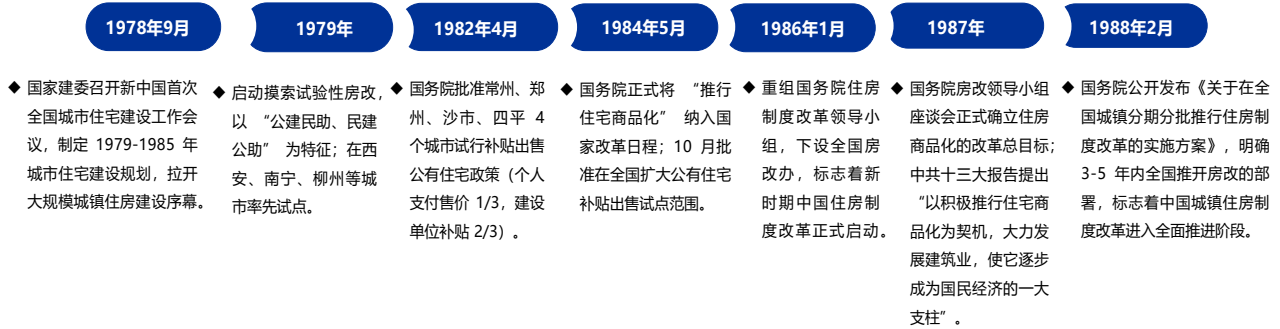 1978年9月
1979年
1982年4月
1984年5月
1986年1月
1987年
1988年2月
◆ 国家建委召开新中国首次
全国城市住宅建设工作会
议，制定 1979-1985 年
城市住宅建设规划，拉开
大规模城镇住房建设序幕。
◆ 启动摸索试验性房改，
以 “公建民助、民建
公助” 为特征；在西
安、南宁、柳州等城
市率先试点。
◆ 国务院批准常州、郑
州、沙市、四平 4
个城市试行补贴出售
公有住宅政策（个人
支付售价 1/3，建设
单位补贴 2/3）。
◆ 国务院正式将 “推行
住宅商品化” 纳入国
家改革日程；10 月批
准在全国扩大公有住宅
补贴出售试点范围。
◆ 重组国务院住房
制度改革领导小
组，下设全国房
改办，标志着新
时期中国住房制
度改革正式启动。
◆ 国务院房改领导小组
座谈会正式确立住房
商品化的改革总目标；
中共十三大报告提出
“以积极推行住宅商
品化为契机，大力发
展建筑业，使它逐步
成为国民经济的一大
支柱” 。
◆ 国务院公开发布《关于在全
国城镇分期分批推行住房制
度改革的实施方案》，明确
3-5 年内全国推开房改的部
署，标志着中国城镇住房制
度改革进入全面推进阶段。